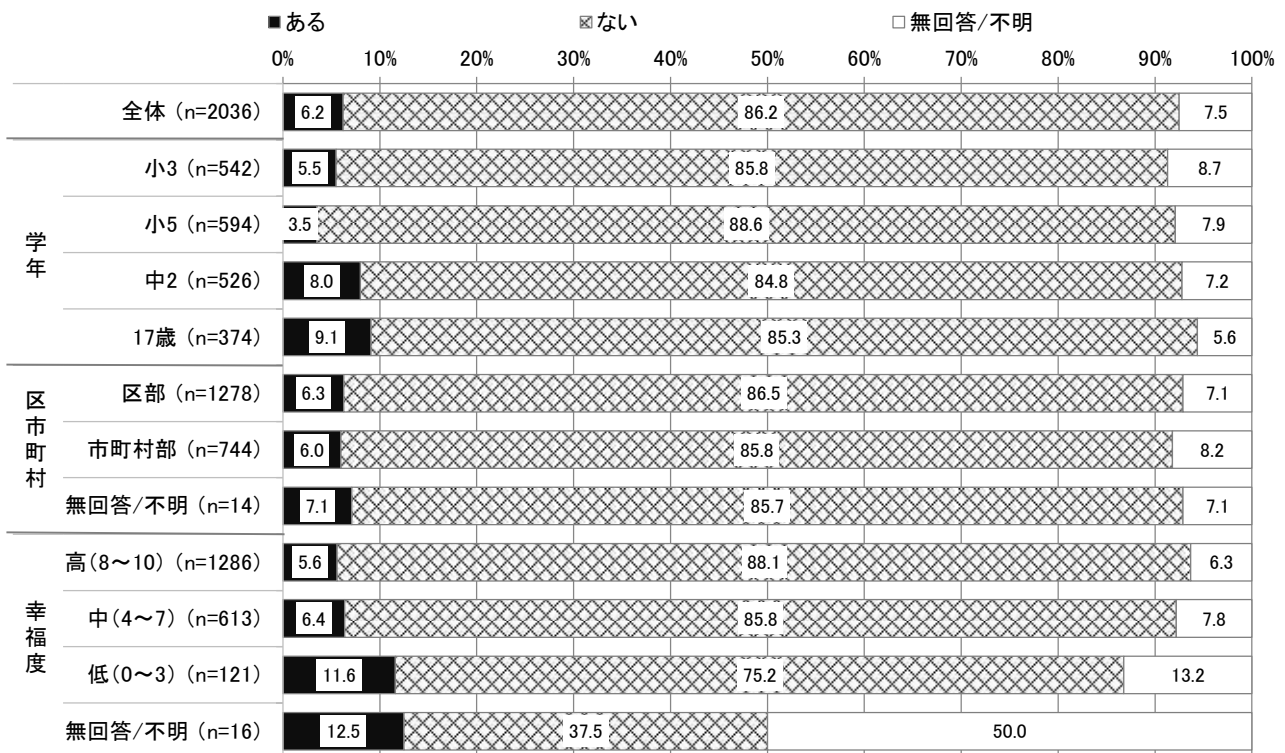 ■ある ▨ない □無回答/不明
0% 10% 20% 30% 40% 50% 60% 70% 80% 90% 100%
全体 (n=2036) 6.2 86.2 7.5
学年
小3 (n=542) 5.5 85.8 8.7
小5 (n=594) 3.5 88.6 7.9
中2 (n=526) 8.0 84.8 7.2
17歳 (n=374) 9.1 85.3 5.6
区市町村
区部 (n=1278) 6.3 86.5 7.1
市町村部 (n=744) 6.0 85.8 8.2
無回答/不明 (n=14) 7.1 85.7 7.1
幸福度
高(8~10) (n=1286) 5.6 88.1 6.3
中(4~7) (n=613) 6.4 85.8 7.8
低(0~3) (n=121) 11.6 75.2 13.2
無回答/不明 (n=16) 12.5 37.5 50.0